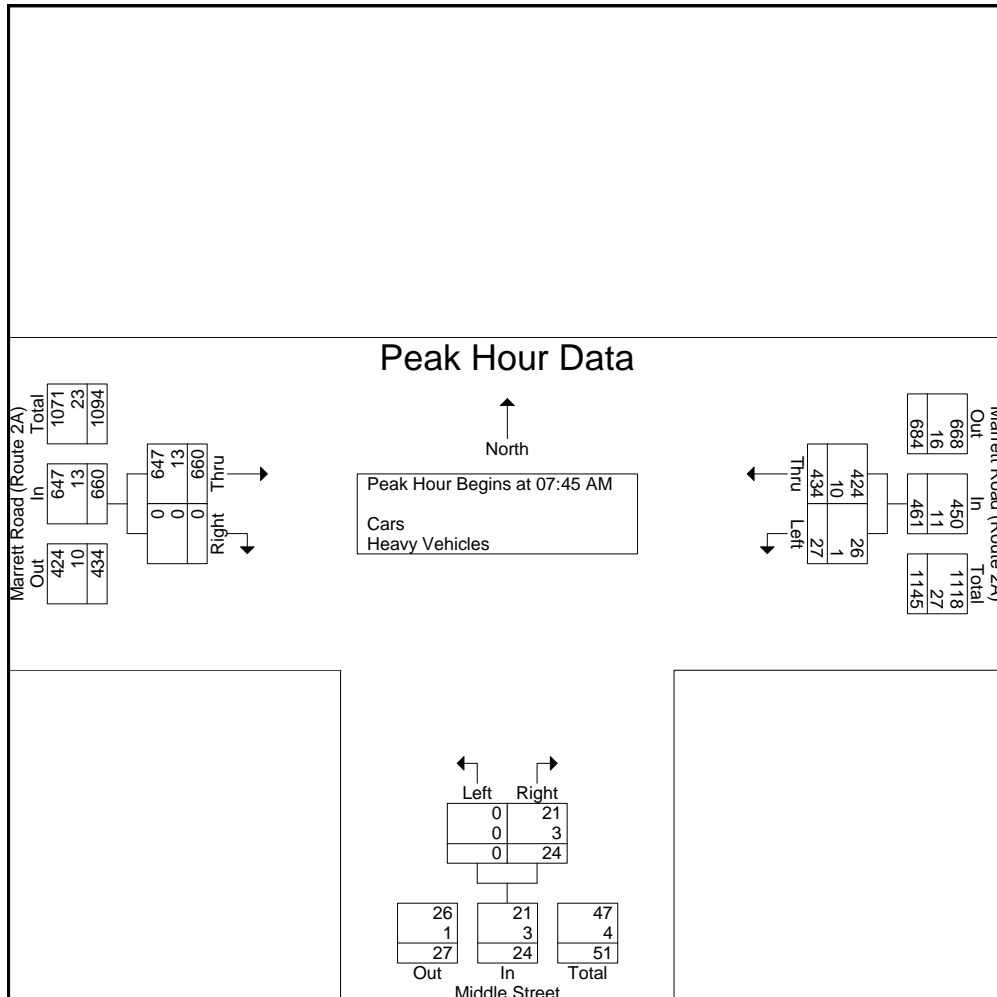 Peak Hour Data
North
Peak Hour Begins at 07:45 AM
Cars
Heavy Vehicles
Marrett Road (Route 2A)
Total
1071
23
1094
In
647
13
660
Out
424
10
434
Thru
647
13
660
Right
0
0
0
Marrett Road (Route 2A)
Out
668
16
684
In
450
11
461
Total
1118
27
1145
Thru
424
10
434
Left
26
1
27
Left Right
0 21
0 3
0 24
26 21 47
1 3 4
27 24 51
Out In Total
Middle Street